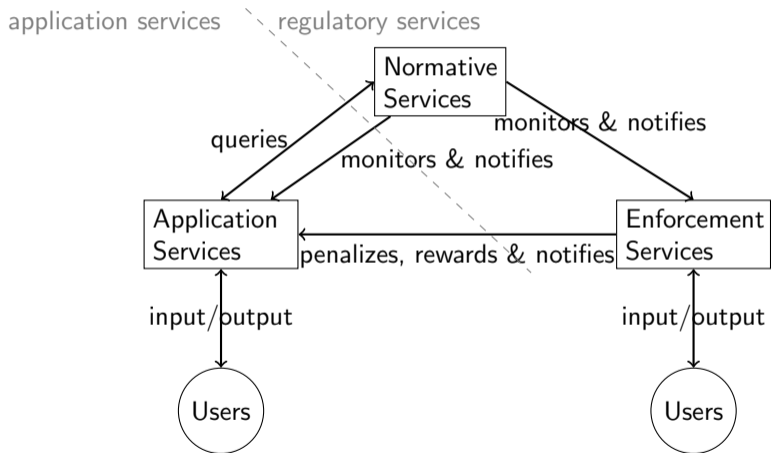 application services
regulatory services
Normative
Services
queries
monitors & notifies
monitors & notifies
Application
Services
Enforcement
Services
penalizes, rewards & notifies
input/output
input/output
Users
Users